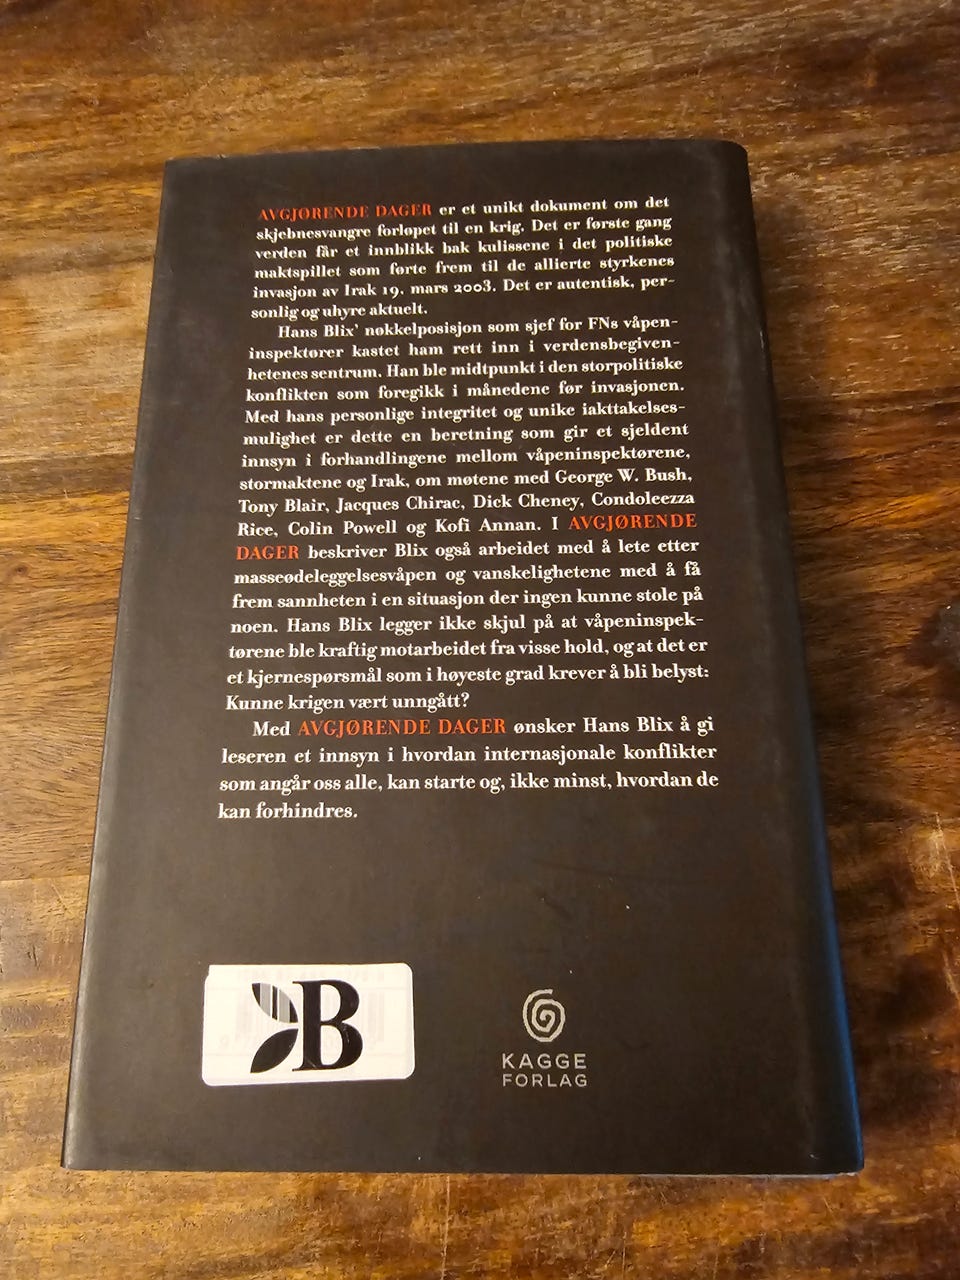 AVGJØRENDE DAGER er et unikt dokument om det
skjebnesvangre forløpet til en krig. Det er første gang
verden får et innblikk bak kulissene i det politiske
maktspillet som førte frem til de allierte styrkenes
invasjon av Irak 19. mars 2003. Det er autentisk, per-
sonlig og uhyre aktuelt.
Hans Blix' nøkkelposisjon som sjef for FNs våpen-
inspektører kastet ham rett inn i verdensbegiven-
hetenes sentrum. Han ble midtpunkt i den storpolitiske
konflikten som foregikk i månedene før invasjonen.
Med hans personlige integritet og unike iakttakelses-
mulighet er dette en beretning som gir et sjeldent
innsyn i forhandlingene mellom våpeninspektørene,
stormaktene og Irak, om møtene med George W. Bush,
Tony Blair, Jacques Chirac, Dick Cheney, Condoleezza
Rice, Colin Powell og Kofi Annan. I AVGJØRENDE
DAGER beskriver Blix også arbeidet med å lete etter
masseødeleggelsesvåpen og vanskelighetene med å få
frem sannheten i en situasjon der ingen kunne stole på
noen. Hans Blix legger ikke skjul på at våpeninspek-
tørene ble kraftig motarbeidet fra visse hold, og at det er
et kjernespørsmål som i høyeste grad krever å bli belyst:
Kunne krigen vært unngått?
Med AVGJØRENDE DAGER ønsker Hans Blix å gi
leseren et innsyn i hvordan internasjonale konflikter
som angår oss alle, kan starte og, ikke minst, hvordan de
kan forhindres.
B
KAGGE
FORLAG